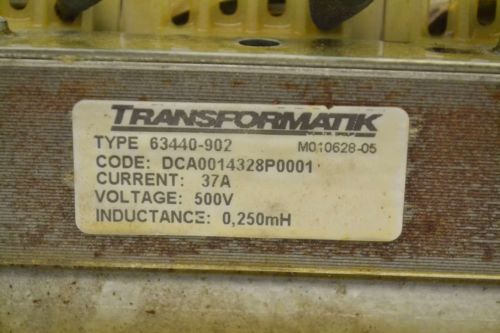 TRANSFORMATIK
TYPE 63440-902 M010628-05
CODE: DCA0014328P0001
CURRENT: 37A
VOLTAGE: 500V
INDUCTANCE: 0,250mH